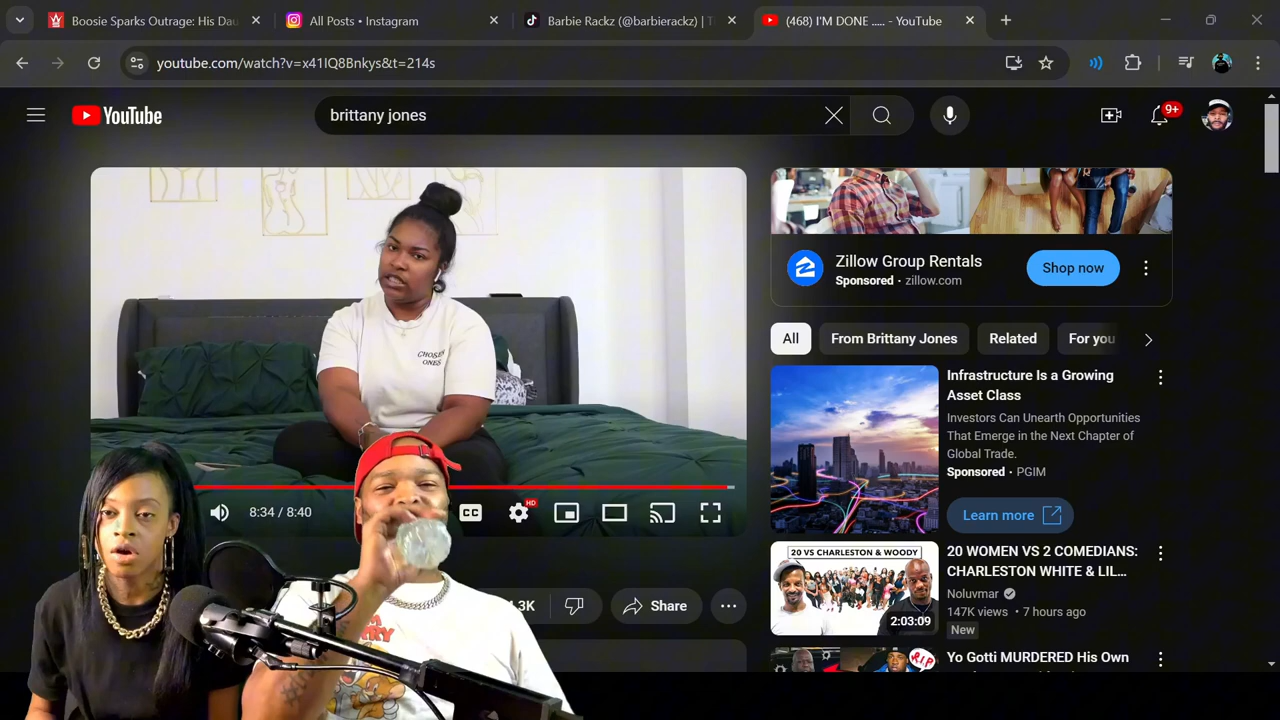 Boosie Sparks Outrage: His Dau
All Posts • Instagram
Barbie Rackz (@barbierackz) | T
(468) I'M DONE ..... - YouTube
youtube.com/watch?v=x41IQ8Bnkys&t=214s
YouTube
brittany jones
9+
CHOSEN
ONES
8:34 / 8:40
CC
HD
Share
Zillow Group Rentals
Sponsored · zillow.com
Shop now
All
From Brittany Jones
Related
For you
Infrastructure Is a Growing
Asset Class
Investors Can Unearth Opportunities
That Emerge in the Next Chapter of
Global Trade.
Sponsored · PGIM
Learn more
20 VS CHARLESTON & WOODY
2:03:09
20 WOMEN VS 2 COMEDIANS:
CHARLESTON WHITE & LIL...
Noluvmar
147K views • 7 hours ago
New
R.I.P
Yo Gotti MURDERED His Own